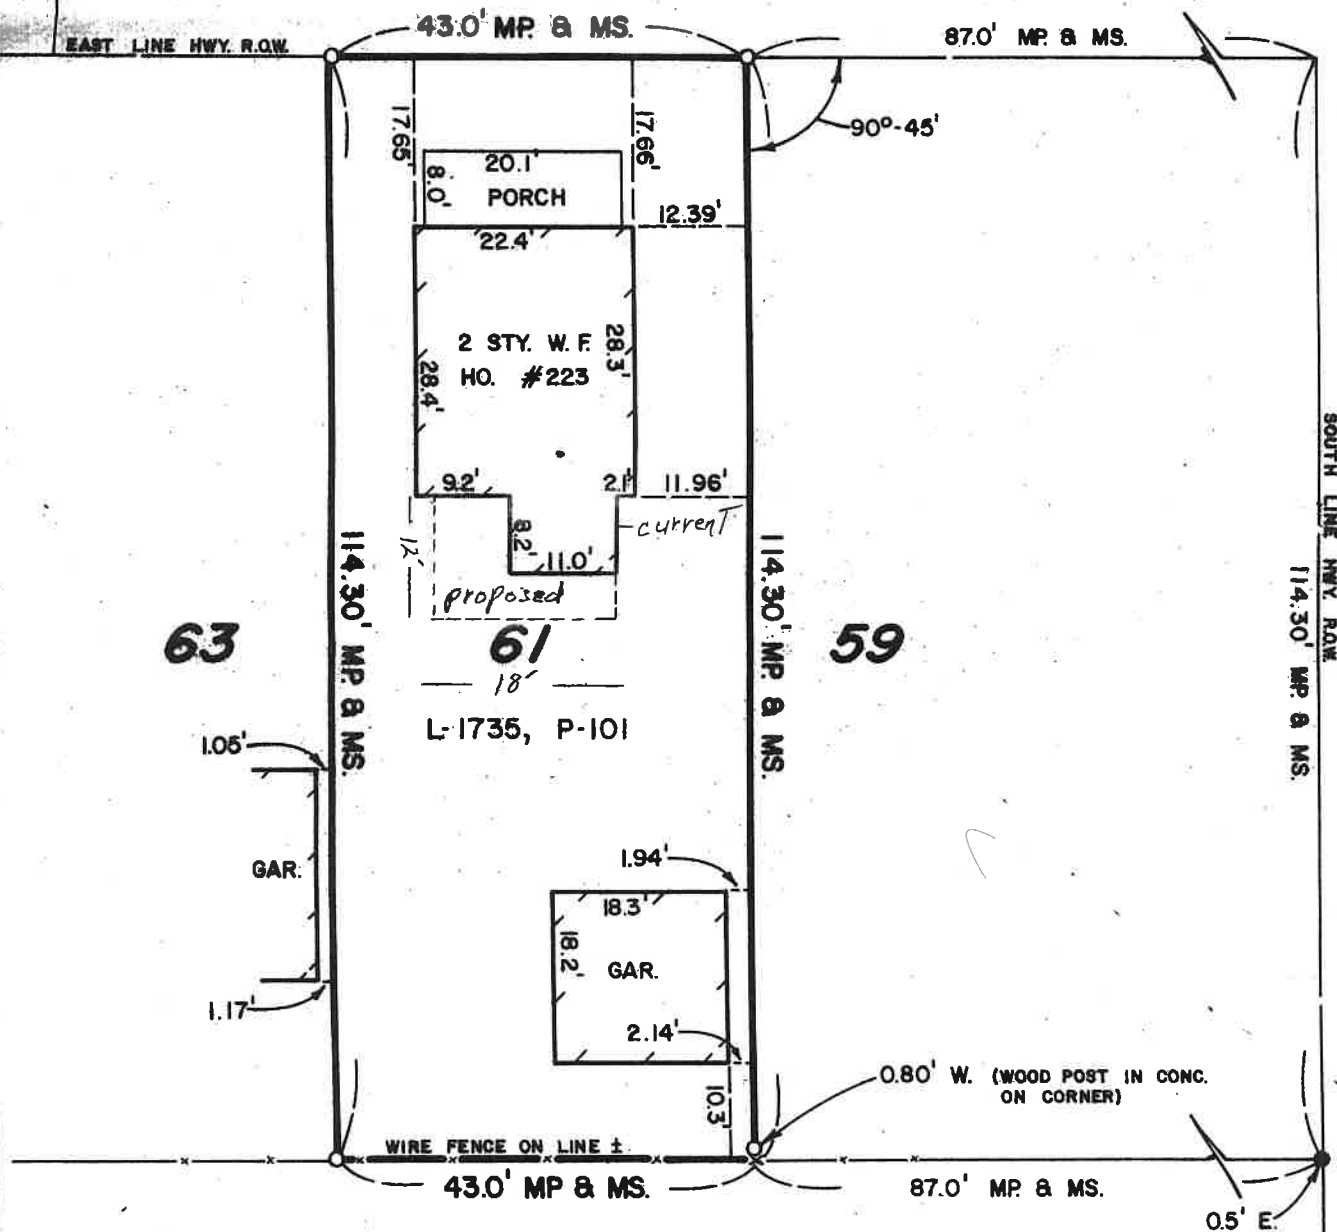 43.0' MP. & MS.
87.0' MP. & MS.
EAST LINE HWY. R.O.W.
17.65'
17.66'
90°-45'
20.1'
8.0'
PORCH
12.39'
22.4'
2 STY. W. F.
HO. #223
28.3'
28.4'
9.2'
2.1'
11.96'
current
8.2'
11.0'
12'
proposed
114.30' MP. & MS.
114.30' MP. & MS.
114.30' MP. & MS.
SOUTH LINE HWY. R.O.W.
63
61
59
18'
L-1735, P-101
1.05'
GAR.
1.17'
1.94'
18.3'
18.2'
GAR.
2.14'
10.3'
0.80' W. (WOOD POST IN CONC.
ON CORNER)
WIRE FENCE ON LINE ±
43.0' MP & MS.
87.0' MP. & MS.
0.5' E.